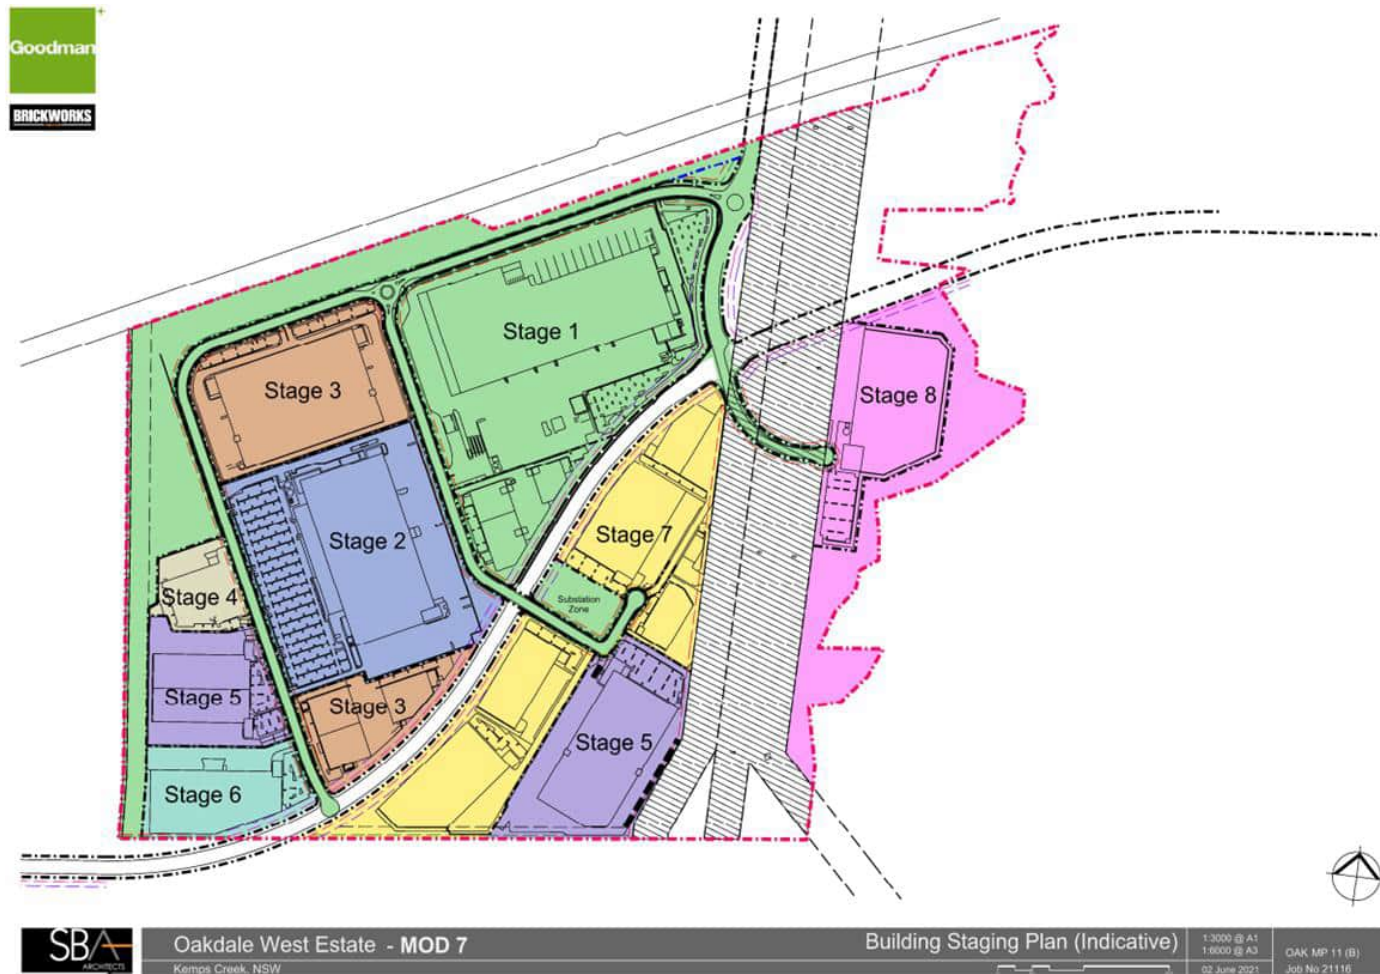 Goodman
BRICKWORKS
Stage 1
Stage 3
Stage 8
Stage 2
Stage 7
Stage 4
Substation
Zone
Stage 5
Stage 3
Stage 5
Stage 6
SBA
ARCHITECTS
Oakdale West Estate - MOD 7
Kemps Creek, NSW
Building Staging Plan (Indicative)
1:3000 @ A1
1:6000 @ A3
02 June 2021
OAK MP 11 (B)
Job No 21116